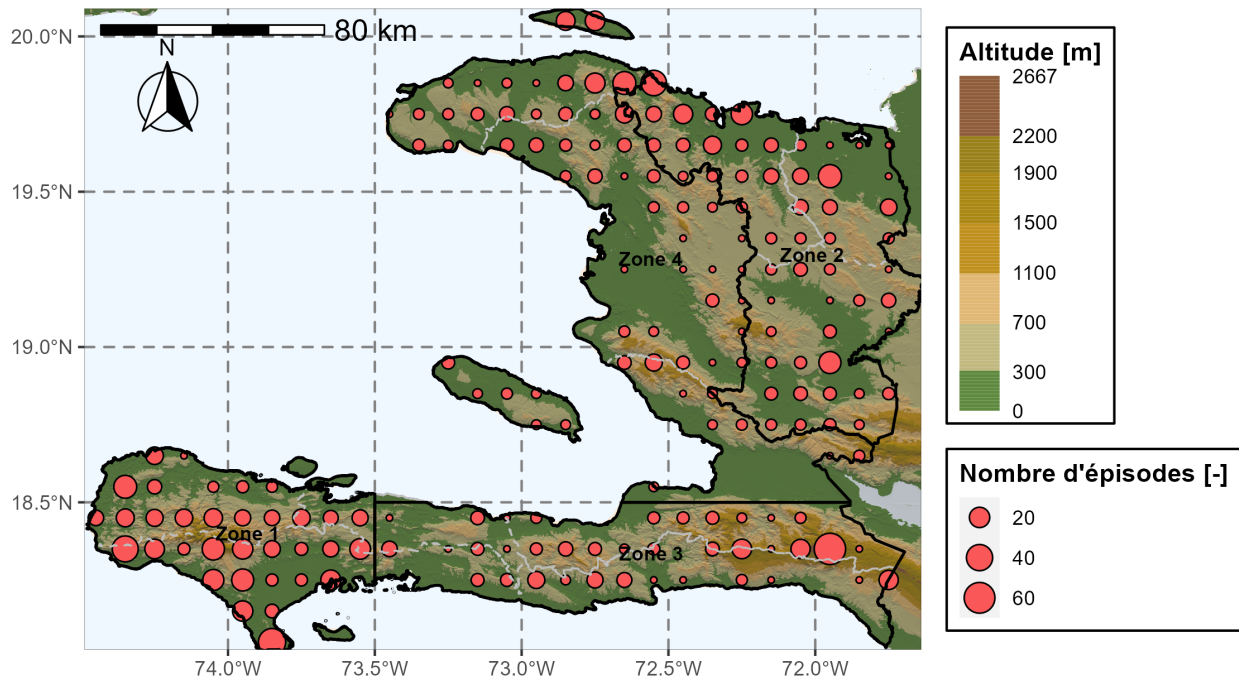 20.0°N
80 km
N
19.5°N
Zone 4
Zone 2
19.0°N
18.5°N
Zone 1
Zone 3
74.0°W
73.5°W
73.0°W
72.5°W
72.0°W
Altitude [m]
2667
2200
1900
1500
1100
700
300
0
Nombre d'épisodes [-]
20
40
60